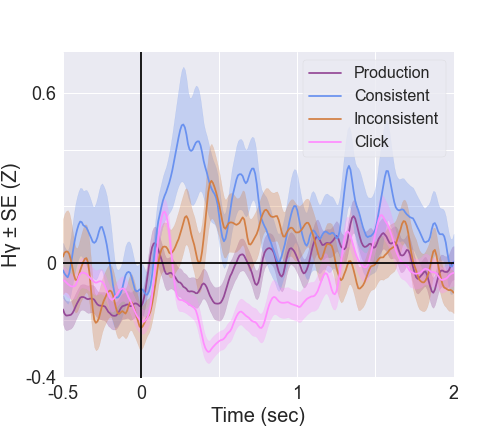 Production
Consistent
Inconsistent
Click
Hγ ± SE (Z)
0.6
0
-0.4
-0.5 0 1 2
Time (sec)